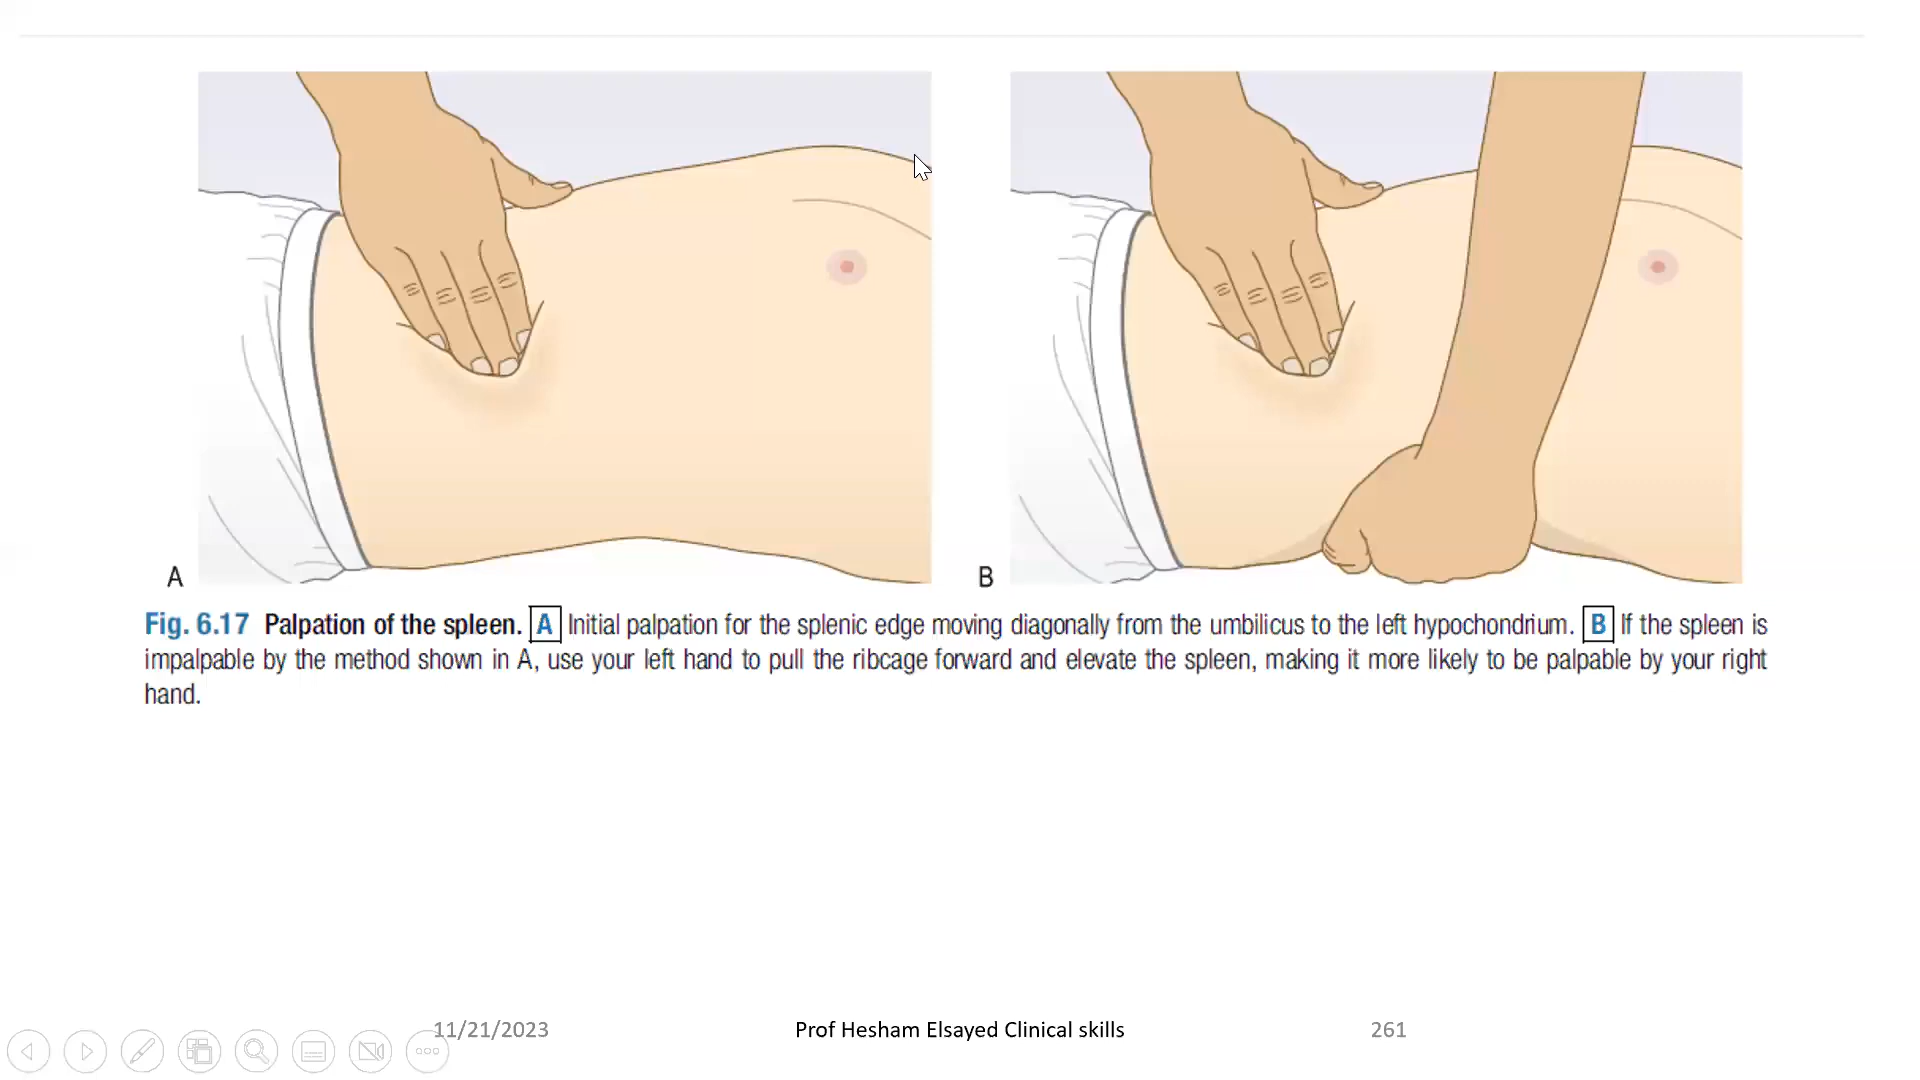 A
B
Fig. 6.17 Palpation of the spleen. A Initial palpation for the splenic edge moving diagonally from the umbilicus to the left hypochondrium. B If the spleen is
impalpable by the method shown in A, use your left hand to pull the ribcage forward and elevate the spleen, making it more likely to be palpable by your right
hand.
11/21/2023
Prof Hesham Elsayed Clinical skills
261